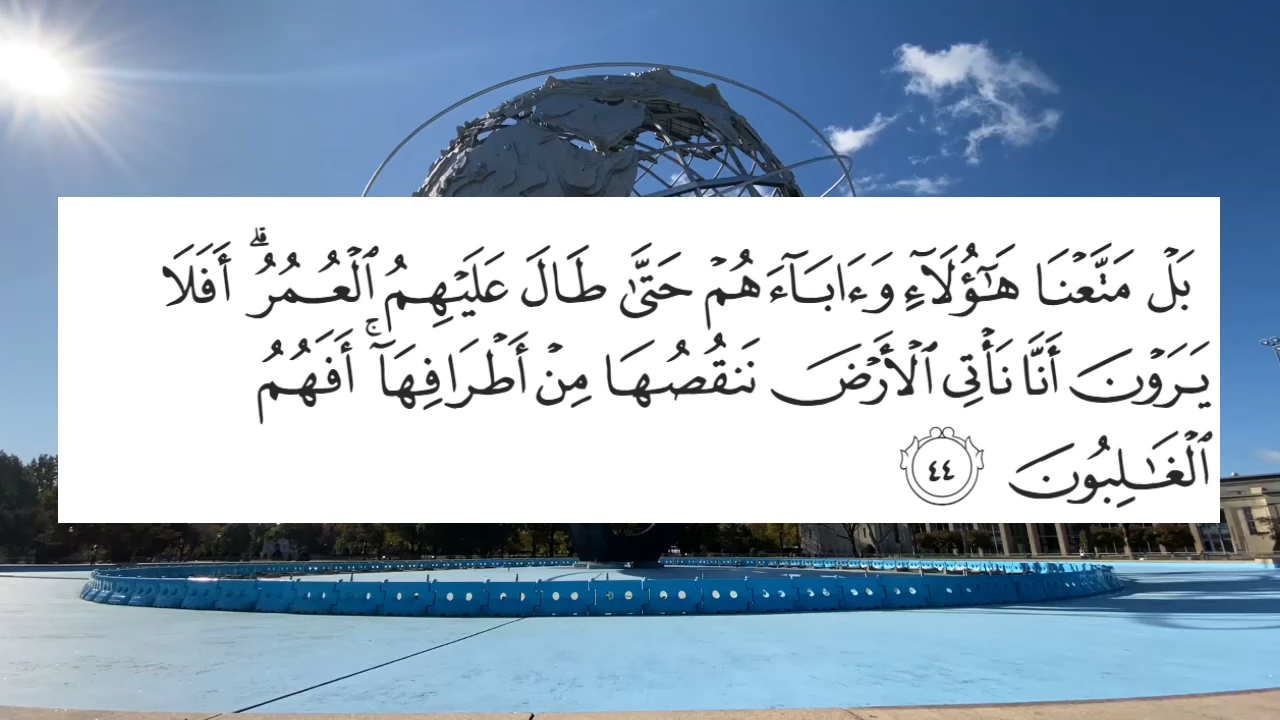 بَلۡ مَتَّعۡنَا هَـٰٓؤُلَآءِ وَءَابَآءَهُمۡ حَتَّىٰ طَالَ عَلَيۡهِمُ ٱلۡعُمُرُۗ أَفَلَا
يَرَوۡنَ أَنَّا نَأۡتِي ٱلۡأَرۡضَ نَنقُصُهَا مِنۡ أَطۡرَافِهَآۚ أَفَهُمُ
ٱلۡغَـٰلِبُونَ ٤٤